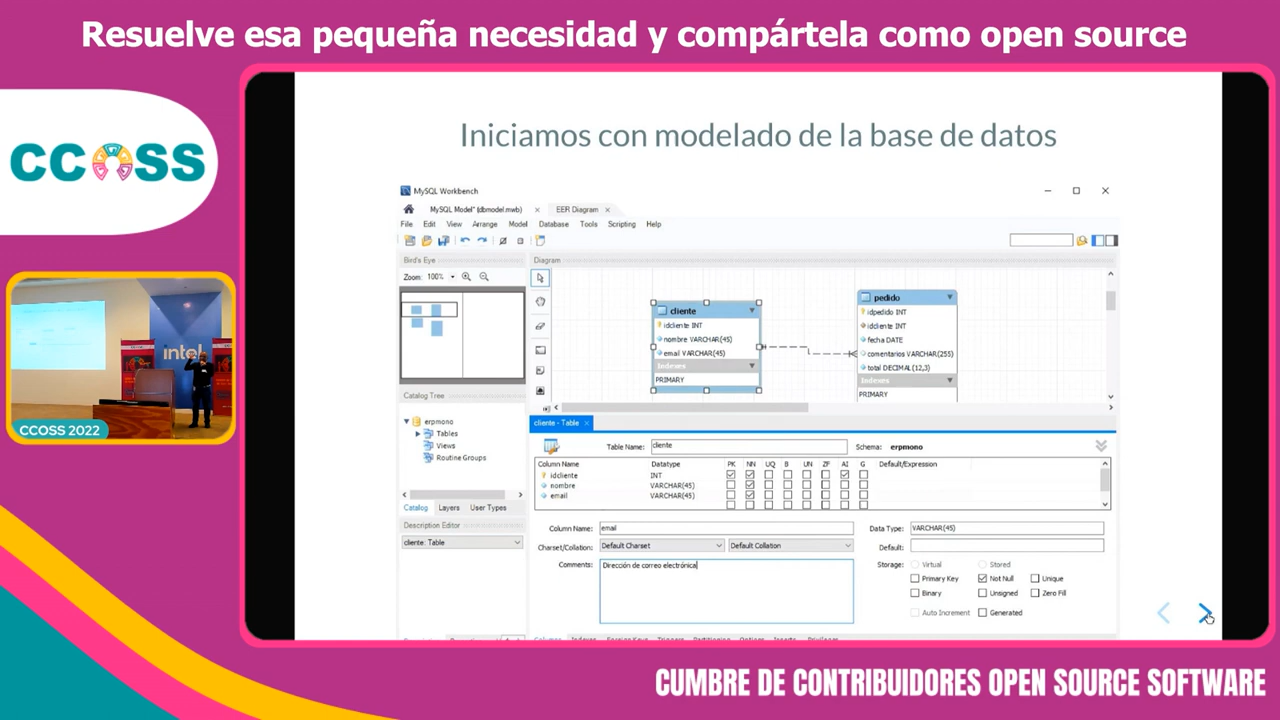 Resuelve esa pequeña necesidad y compártela como open source
CCOSS
Iniciamos con modelado de la base de datos
MySQL Workbench
MySQL Model* (dbmodel.mwb) × EER Diagram ×
File Edit View Arrange Model Database Tools Scripting Help
Bird's Eye
Diagram
Zoom: 100%
cliente
idcliente INT
nombre VARCHAR(45)
email VARCHAR(45)
Indexes
PRIMARY
pedido
idpedido INT
idcliente INT
fecha DATE
comentarios VARCHAR(255)
total DECIMAL(12,3)
Indexes
PRIMARY
Catalog Tree
erpmono
Tables
Views
Routine Groups
Catalog Layers User Types
Description Editor
cliente: Table
cliente - Table ×
Table Name: cliente Schema: erpmono
Column Name Datatype PK NN UQ B UN ZF AI G Default/Expression
idcliente INT
nombre VARCHAR(45)
email VARCHAR(45)
Column Name: email Data Type: VARCHAR(45)
Charset/Collation: Default Charset Default Collation Default:
Comments: Dirección de correo electrónica
Storage: Virtual Stored
Primary Key Not Null Unique
Binary Unsigned Zero Fill
Auto Increment Generated
intel
CCOSS 2022
CUMBRE DE CONTRIBUIDORES OPEN SOURCE SOFTWARE